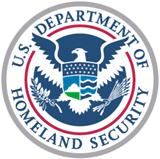 U.S. DEPARTMENT OF
HOMELAND SECURITY